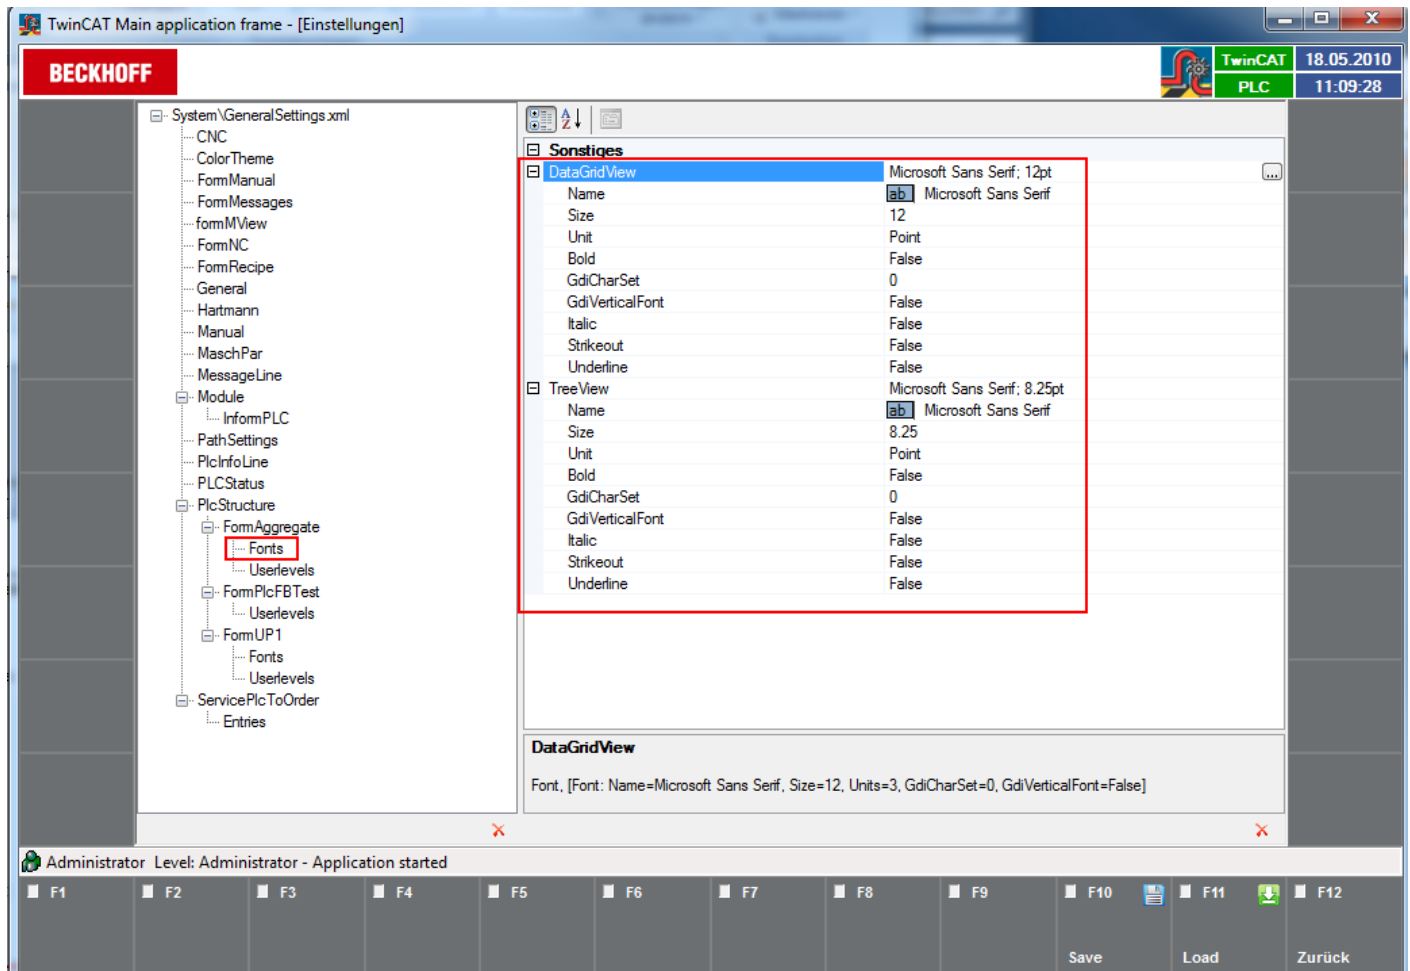 TwinCAT Main application frame - [Einstellungen]
BECKHOFF
TwinCAT 18.05.2010
PLC 11:09:28
System\GeneralSettings.xml
CNC
ColorTheme
FormManual
FormMessages
formMView
FormNC
FormRecipe
General
Hartmann
Manual
MaschPar
MessageLine
Module
InformPLC
PathSettings
PlcInfoLine
PLCStatus
PlcStructure
FormAggregate
Fonts
Userlevels
FormPlcFBTest
Userlevels
FormUP1
Fonts
Userlevels
ServicePlcToOrder
Entries
Sonstiges
DataGridView Microsoft Sans Serif; 12pt ...
Name ab Microsoft Sans Serif
Size 12
Unit Point
Bold False
GdiCharSet 0
GdiVerticalFont False
Italic False
Strikeout False
Underline False
TreeView Microsoft Sans Serif; 8.25pt
Name ab Microsoft Sans Serif
Size 8.25
Unit Point
Bold False
GdiCharSet 0
GdiVerticalFont False
Italic False
Strikeout False
Underline False
DataGridView
Font, [Font: Name=Microsoft Sans Serif, Size=12, Units=3, GdiCharSet=0, GdiVerticalFont=False]
Administrator Level: Administrator - Application started
F1 F2 F3 F4 F5 F6 F7 F8 F9 F10 F11 F12
Save Load Zurück